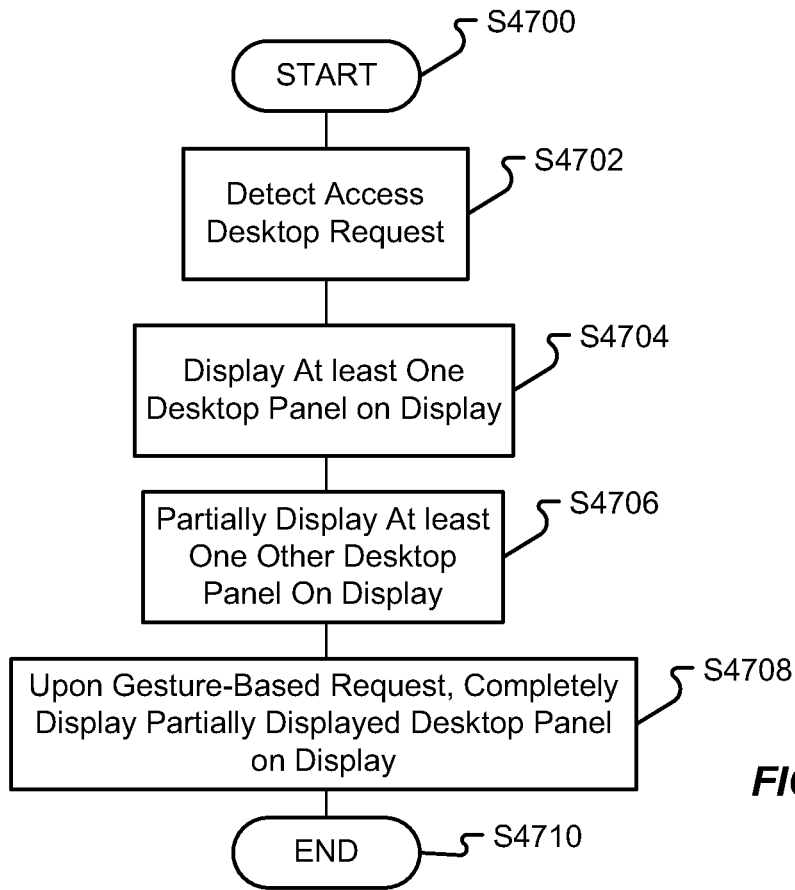 S4700
START
S4702
Detect Access
Desktop Request
S4704
Display At least One
Desktop Panel on Display
S4706
Partially Display At least
One Other Desktop
Panel On Display
S4708
Upon Gesture-Based Request, Completely
Display Partially Displayed Desktop Panel
on Display
S4710
END